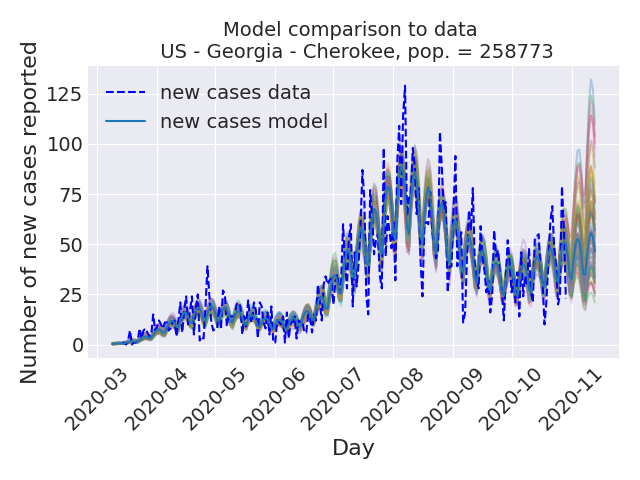 Model comparison to data
US - Georgia - Cherokee, pop. = 258773
Number of new cases reported
125
100
75
50
25
0
new cases data
new cases model
2020-03
2020-04
2020-05
2020-06
2020-07
2020-08
2020-09
2020-10
2020-11
Day